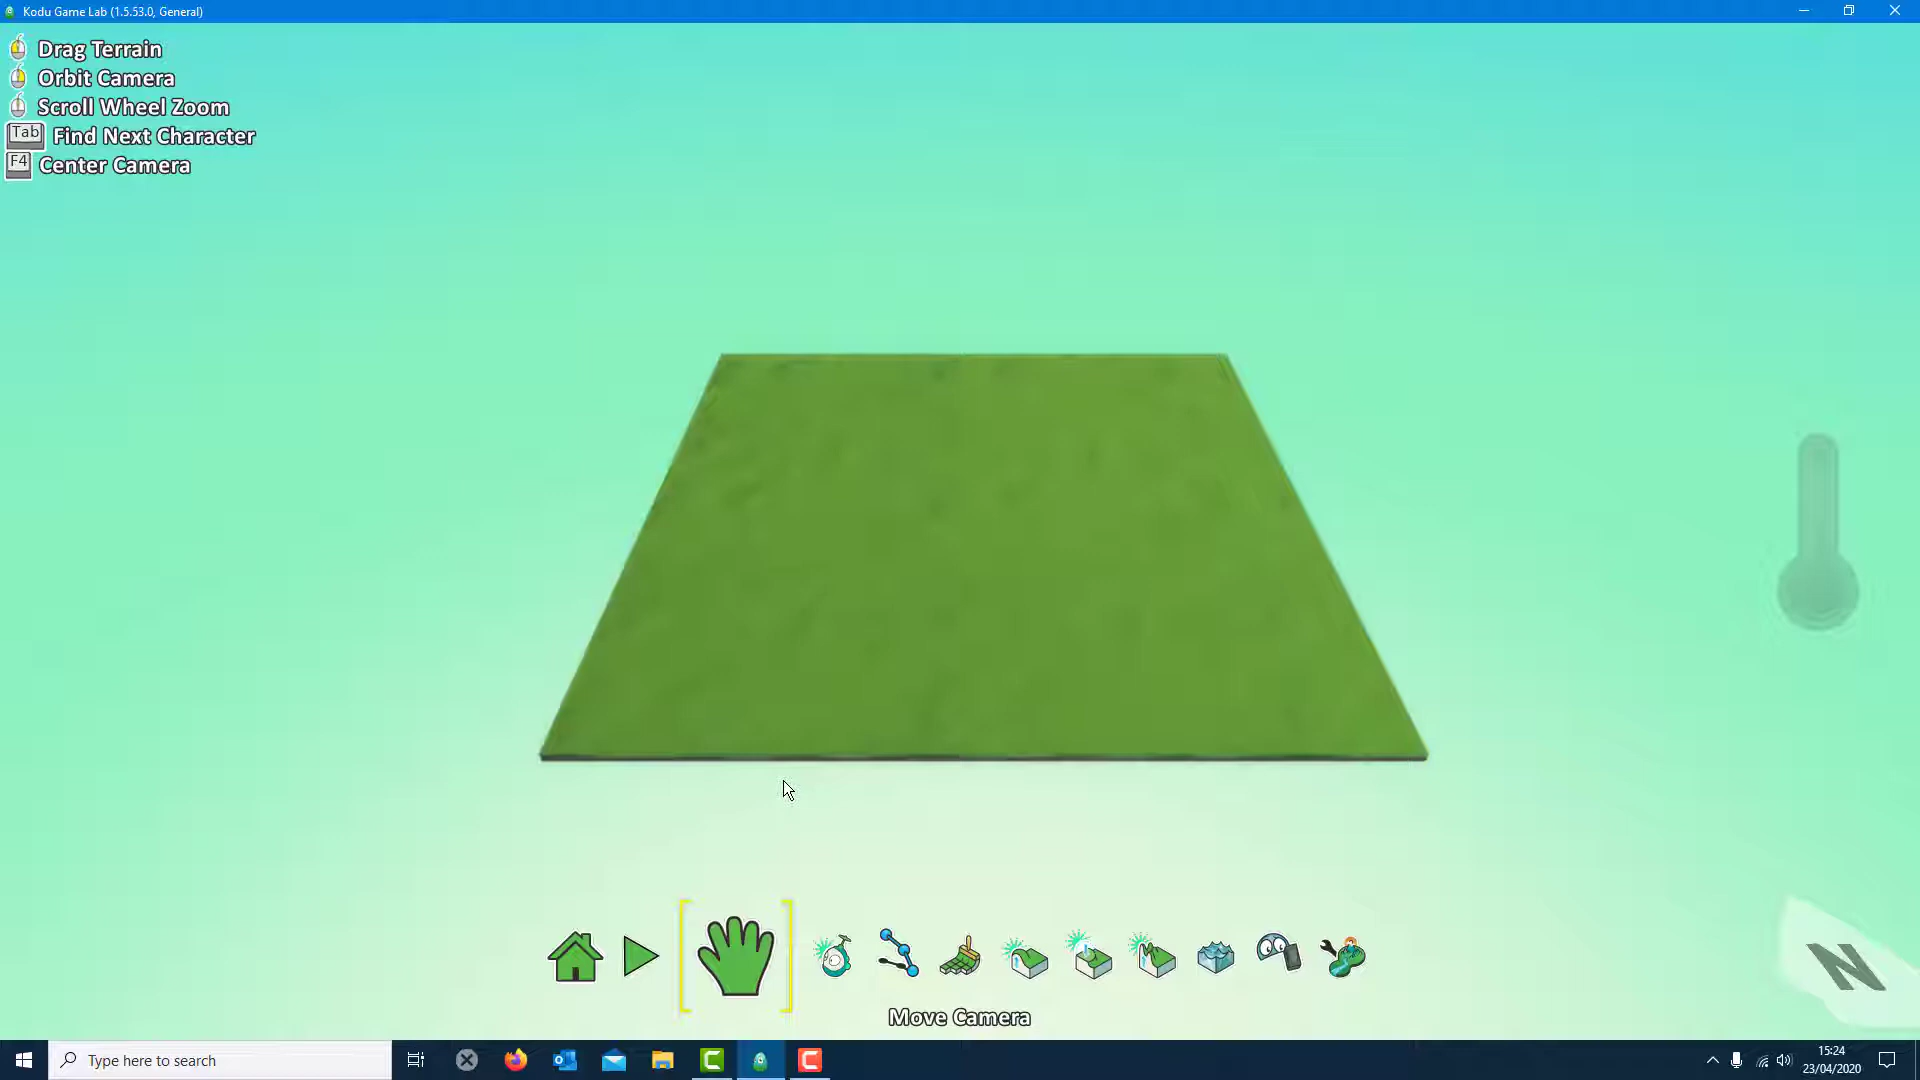 Kodu Game Lab (1.5.53.0, General)
Drag Terrain
Orbit Camera
Scroll Wheel Zoom
Tab Find Next Character
F4 Center Camera
N
Move Camera
Type here to search
15:24
23/04/2020